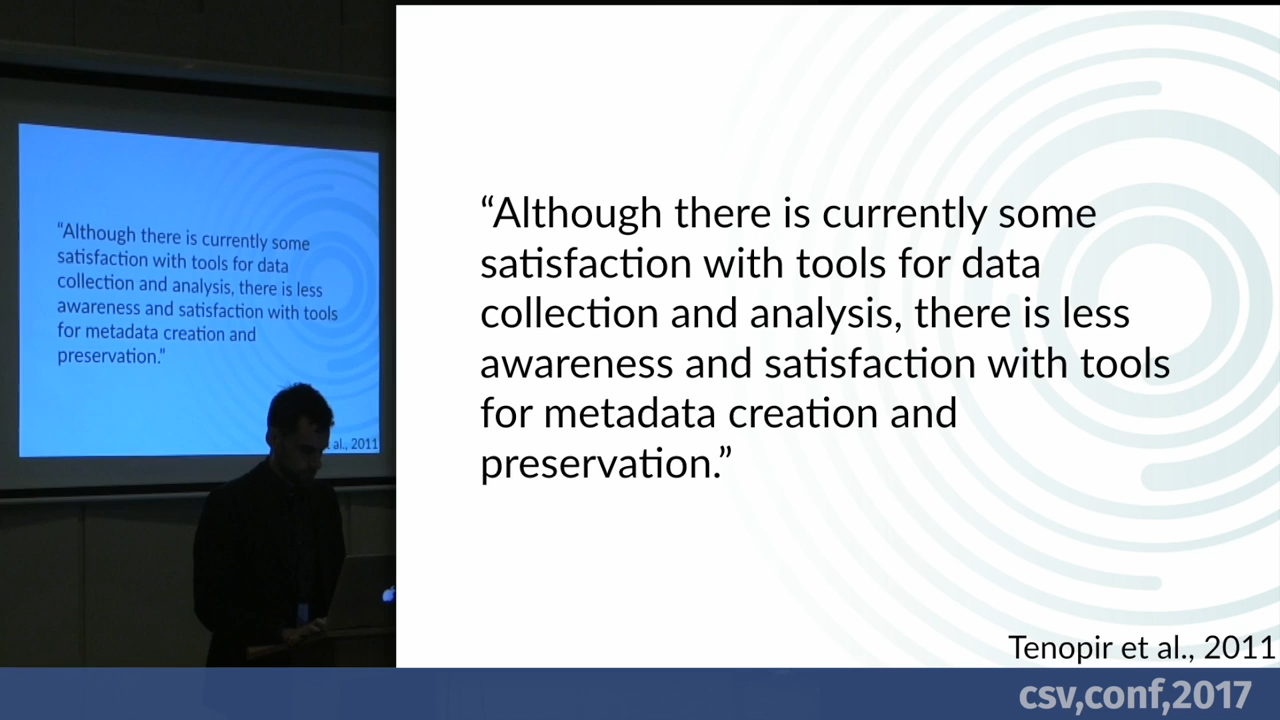 “Although there is currently some
satisfaction with tools for data
collection and analysis, there is less
awareness and satisfaction with tools
for metadata creation and
preservation.”
al., 2011
“Although there is currently some
satisfaction with tools for data
collection and analysis, there is less
awareness and satisfaction with tools
for metadata creation and
preservation.”
Tenopir et al., 2011
csv,conf,2017